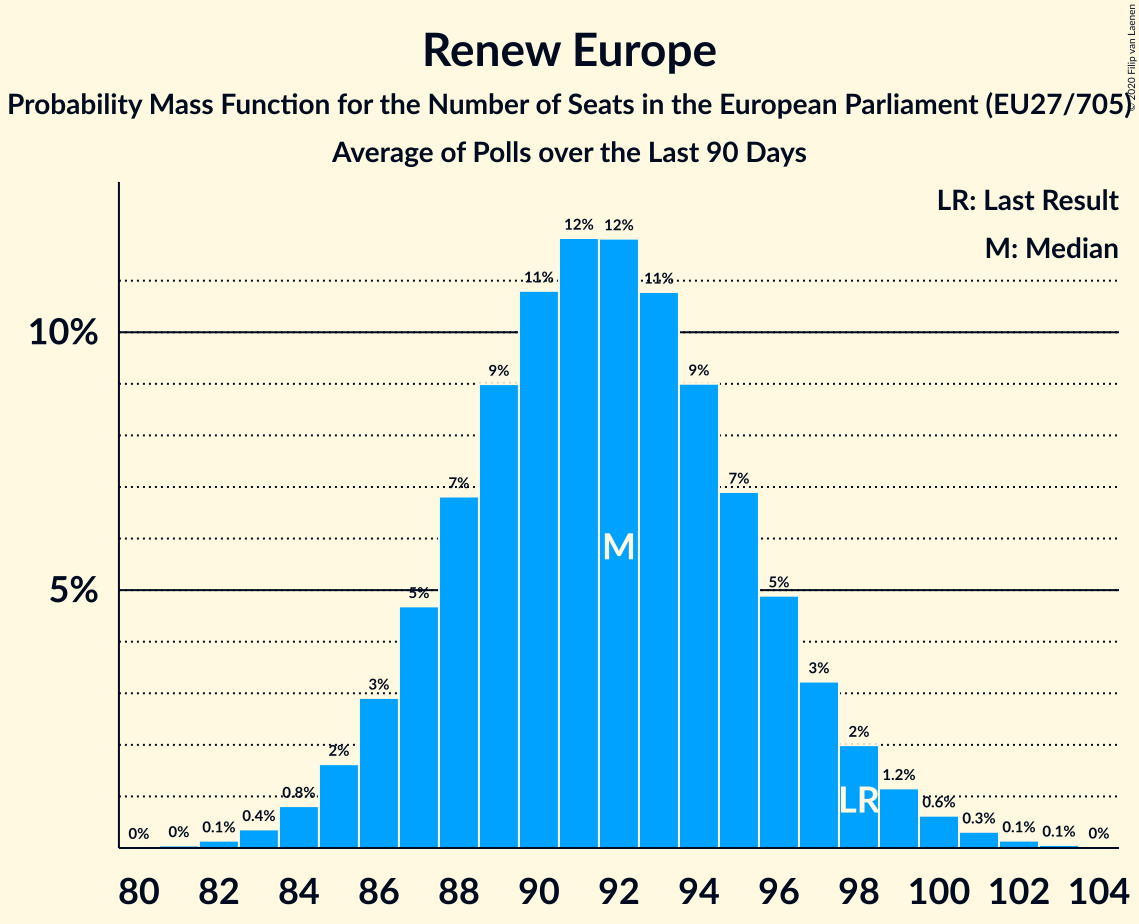 © 2020 Filip van Laenen
Renew Europe
Probability Mass Function for the Number of Seats in the European Parliament (EU27/705)
Average of Polls over the Last 90 Days
LR: Last Result
M: Median
12% 12%
11% 11%
10%
9% 9%
7% 7%
M
5%
5% 5%
3% 3%
2% 2%
LR
0% 0% 0.1% 0.4% 0.8% 1.2% 0.6% 0.3% 0.1% 0.1% 0%
80 82 84 86 88 90 92 94 96 98 100 102 104